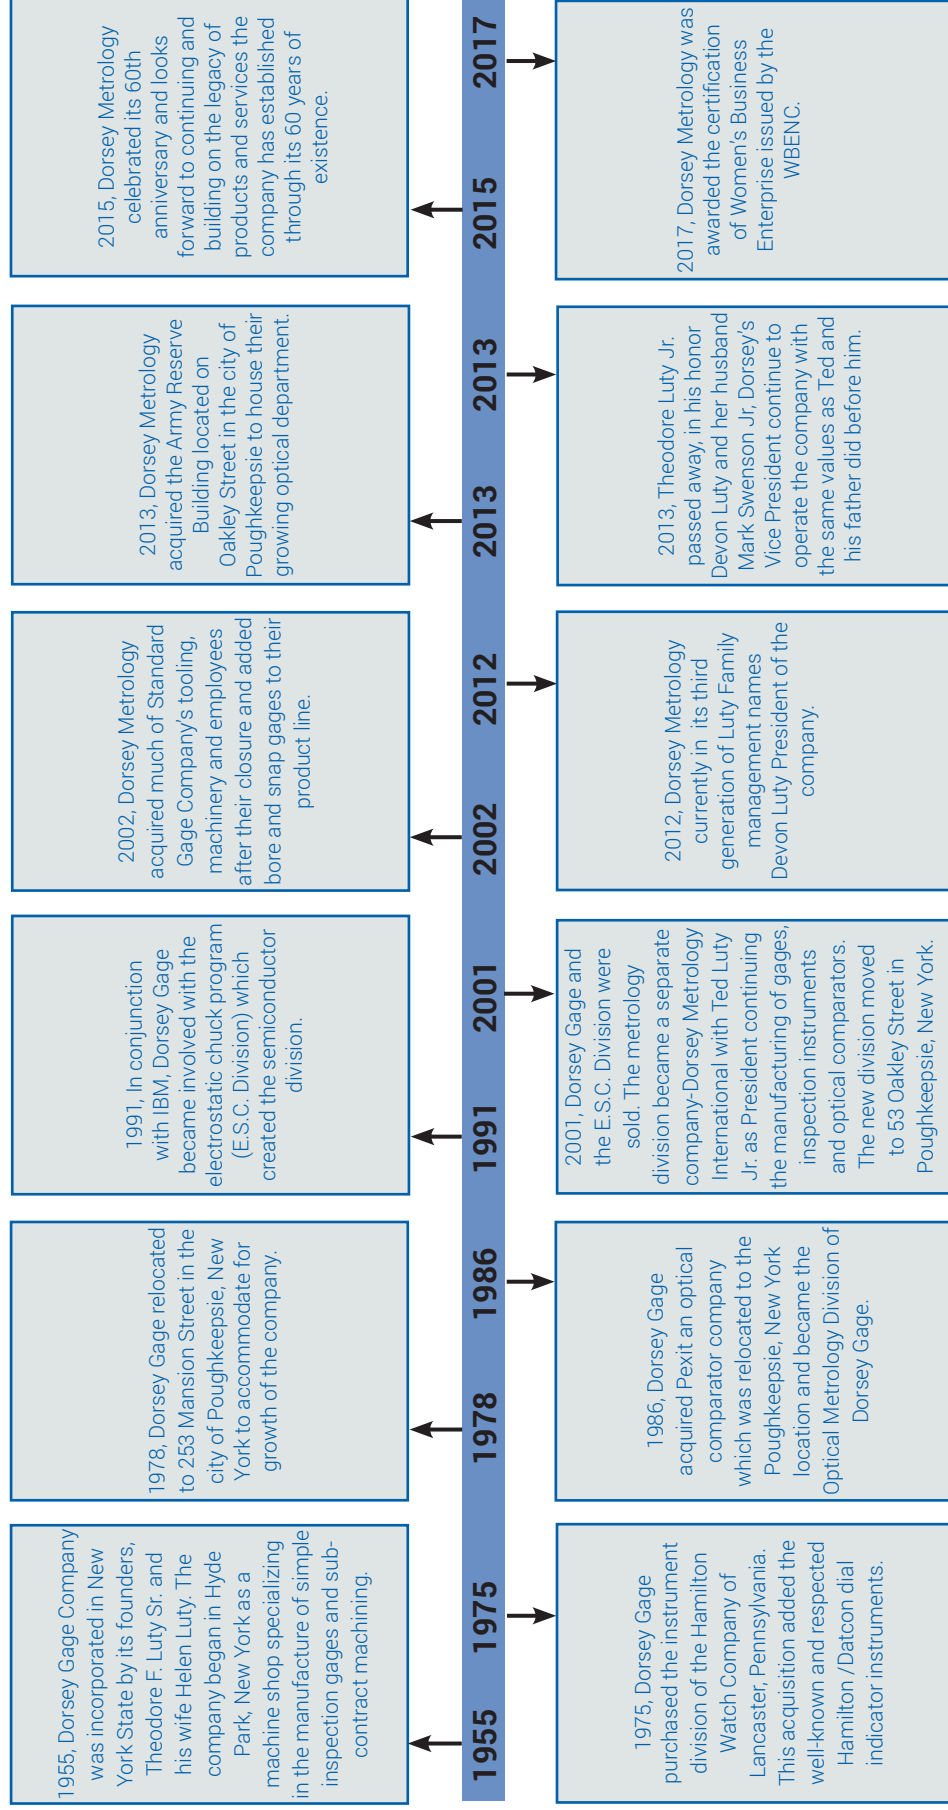 1955, Dorsey Gage Company
was incorporated in New
York State by its founders,
Theodore F. Luty Sr. and
his wife Helen Luty. The
company began in Hyde
Park, New York as a
machine shop specializing
in the manufacture of simple
inspection gages and sub-
contract machining.
1978, Dorsey Gage relocated
to 253 Mansion Street in the
city of Poughkeepsie, New
York to accommodate for
growth of the company.
1991, In conjunction
with IBM, Dorsey Gage
became involved with the
electrostatic chuck program
(E.S.C. Division) which
created the semiconductor
division.
2002, Dorsey Metrology
acquired much of Standard
Gage Company's tooling,
machinery and employees
after their closure and added
bore and snap gages to their
product line.
2013, Dorsey Metrology
acquired the Army Reserve
Building located on
Oakley Street in the city of
Poughkeepsie to house their
growing optical department.
2015, Dorsey Metrology
celebrated its 60th
anniversary and looks
forward to continuing and
building on the legacy of
products and services the
company has established
through its 60 years of
existence.
1955 1975 1978 1986 1991 2001 2002 2012 2013 2013 2015 2017
1975, Dorsey Gage
purchased the instrument
division of the Hamilton
Watch Company of
Lancaster, Pennsylvania.
This acquisition added the
well-known and respected
Hamilton /Datcon dial
indicator instruments.
1986, Dorsey Gage
acquired Pexit an optical
comparator company
which was relocated to the
Poughkeepsie, New York
location and became the
Optical Metrology Division of
Dorsey Gage.
2001, Dorsey Gage and
the E.S.C. Division were
sold. The metrology
division became a separate
company-Dorsey Metrology
International with Ted Luty
Jr. as President continuing
the manufacturing of gages,
inspection instruments
and optical comparators.
The new division moved
to 53 Oakley Street in
Poughkeepsie, New York.
2012, Dorsey Metrology
currently in its third
generation of Luty Family
management names
Devon Luty President of the
company.
2013, Theodore Luty Jr.
passed away, in his honor
Devon Luty and her husband
Mark Swenson Jr, Dorsey's
Vice President continue to
operate the company with
the same values as Ted and
his father did before him.
2017, Dorsey Metrology was
awarded the certification
of Women's Business
Enterprise issued by the
WBENC.